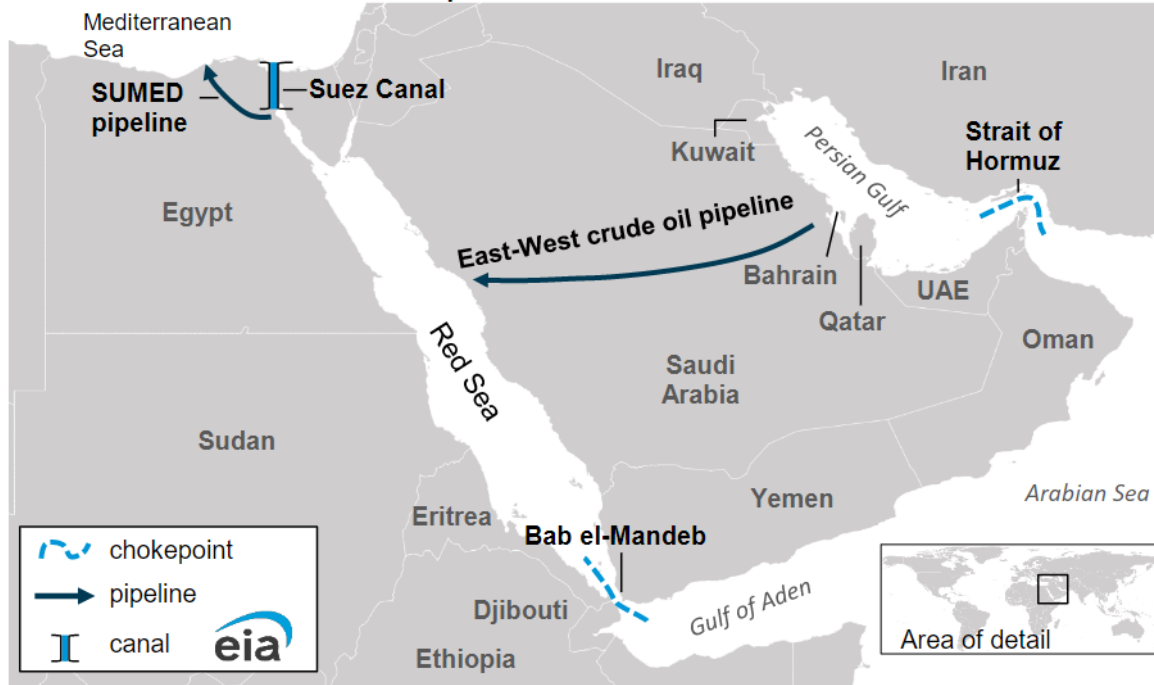 Mediterranean
Sea
SUMED
pipeline
Suez Canal
Iraq
Iran
Kuwait
Persian Gulf
Strait of
Hormuz
Egypt
East-West crude oil pipeline
Bahrain
Qatar
UAE
Oman
Red Sea
Saudi
Arabia
Sudan
Yemen
Arabian Sea
Eritrea
Bab el-Mandeb
Djibouti
Gulf of Aden
Ethiopia
chokepoint
pipeline
canal
eia
Area of detail